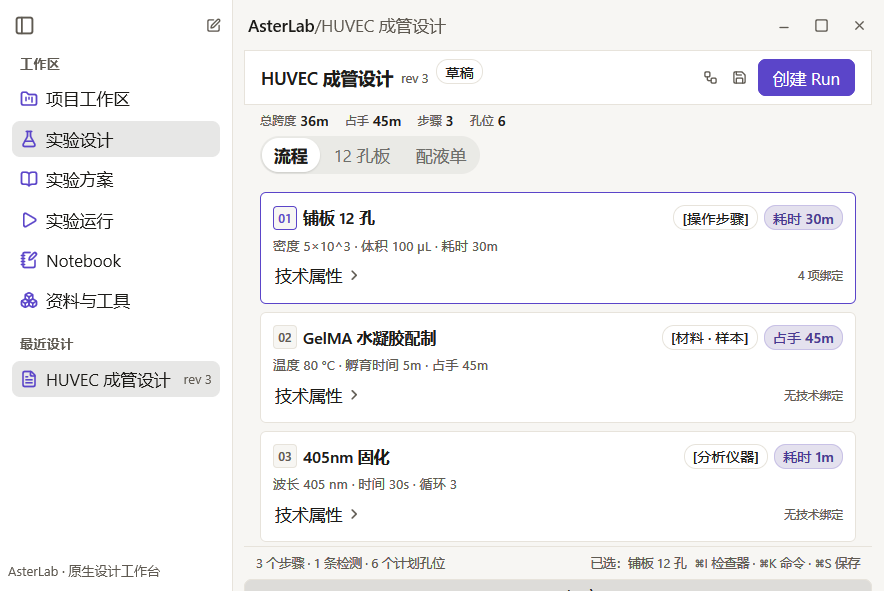 AsterLab/HUVEC 成管设计
工作区
项目工作区
实验设计
实验方案
实验运行
Notebook
资料与工具
最近设计
HUVEC 成管设计 rev 3
AsterLab · 原生设计工作台
HUVEC 成管设计 rev 3 草稿
创建 Run
总跨度 36m 占手 45m 步骤 3 孔位 6
流程 12 孔板 配液单
01 铺板 12 孔 [操作步骤] 耗时 30m
密度 5×10^3 · 体积 100 µL · 耗时 30m
技术属性 4 项绑定
02 GelMA 水凝胶配制 [材料 · 样本] 占手 45m
温度 80 °C · 孵育时间 5m · 占手 45m
技术属性 无技术绑定
03 405nm 固化 [分析仪器] 耗时 1m
波长 405 nm · 时间 30s · 循环 3
技术属性 无技术绑定
3 个步骤 · 1 条检测 · 6 个计划孔位 已选：铺板 12 孔 ⌘I 检查器 · ⌘K 命令 · ⌘S 保存